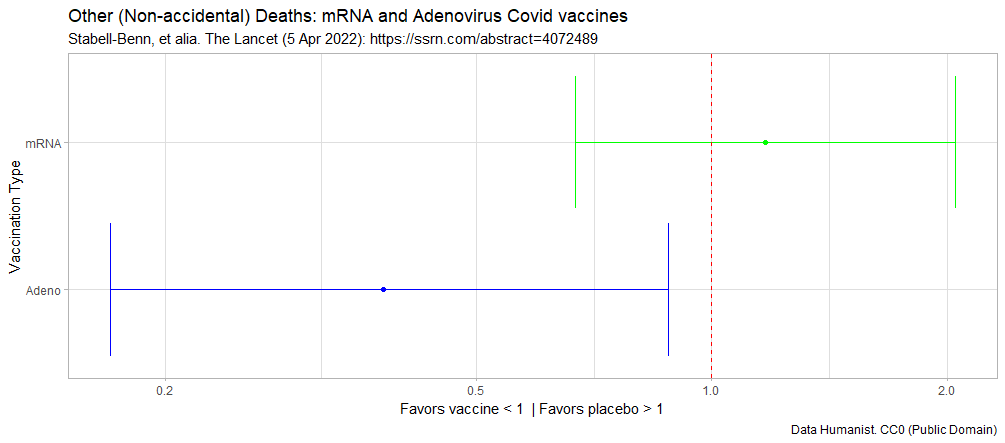 Other (Non-accidental) Deaths: mRNA and Adenovirus Covid vaccines
Stabell-Benn, et alia. The Lancet (5 Apr 2022): https://ssrn.com/abstract=4072489
mRNA
Adeno
Vaccination Type
0.2
0.5
1.0
2.0
Favors vaccine < 1 | Favors placebo > 1
Data Humanist. CC0 (Public Domain)